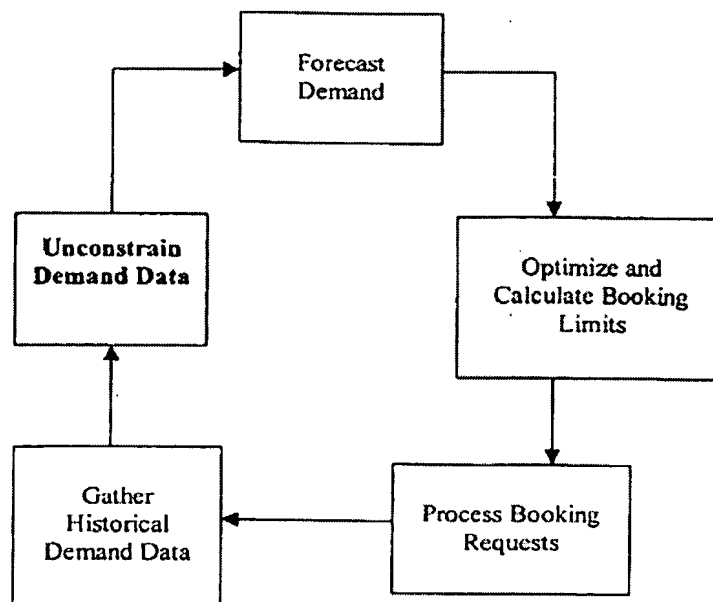 Forecast
Demand
Unconstrain
Demand Data
Optimize and
Calculate Booking
Limits
Gather
Historical
Demand Data
Process Booking
Requests